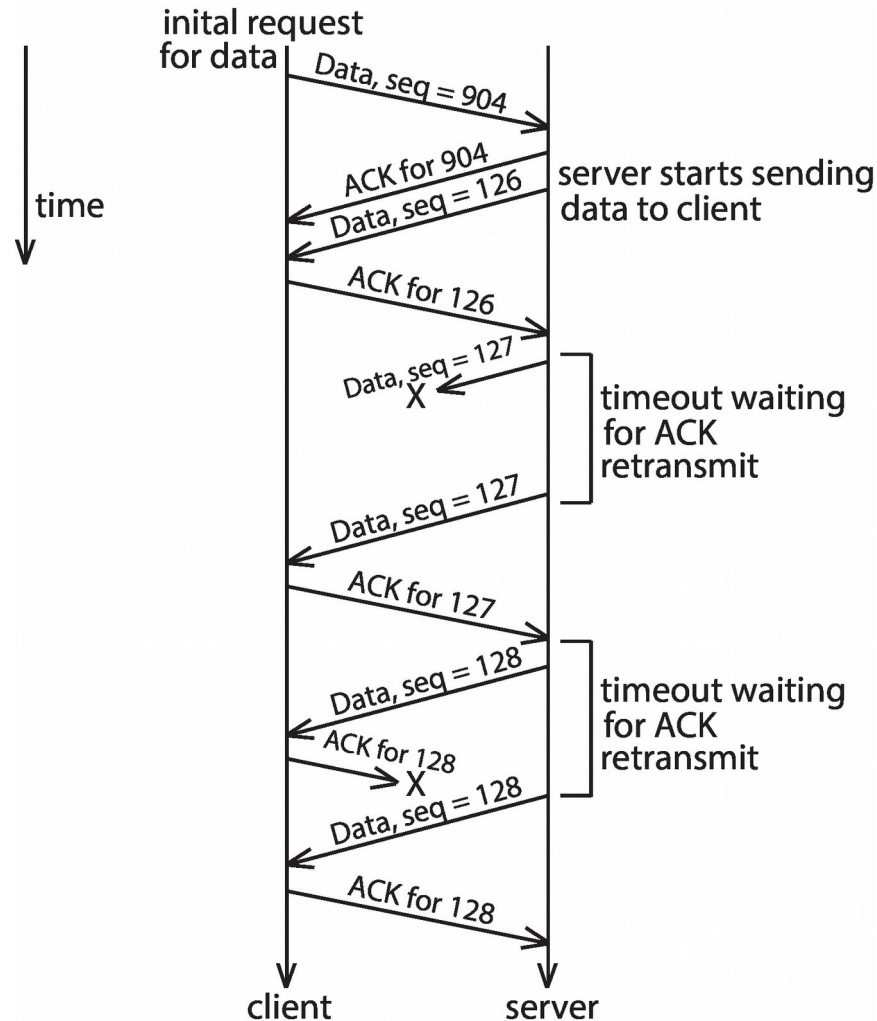 inital request
for data
Data, seq = 904
ACK for 904
Data, seq = 126
server starts sending
data to client
time
ACK for 126
Data, seq = 127
X
timeout waiting
for ACK
retransmit
Data, seq = 127
ACK for 127
Data, seq = 128
timeout waiting
for ACK
retransmit
ACK for 128
X
Data, seq = 128
ACK for 128
client
server